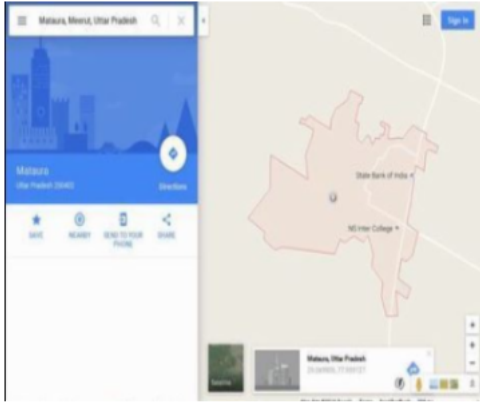 Mataura, Meerut, Uttar Pradesh
Sign in
Mataura
Uttar Pradesh
Directions
SAVE
NEARBY
SEND TO YOUR PHONE
SHARE
State Bank of India
NS Inter College
Mataura, Uttar Pradesh